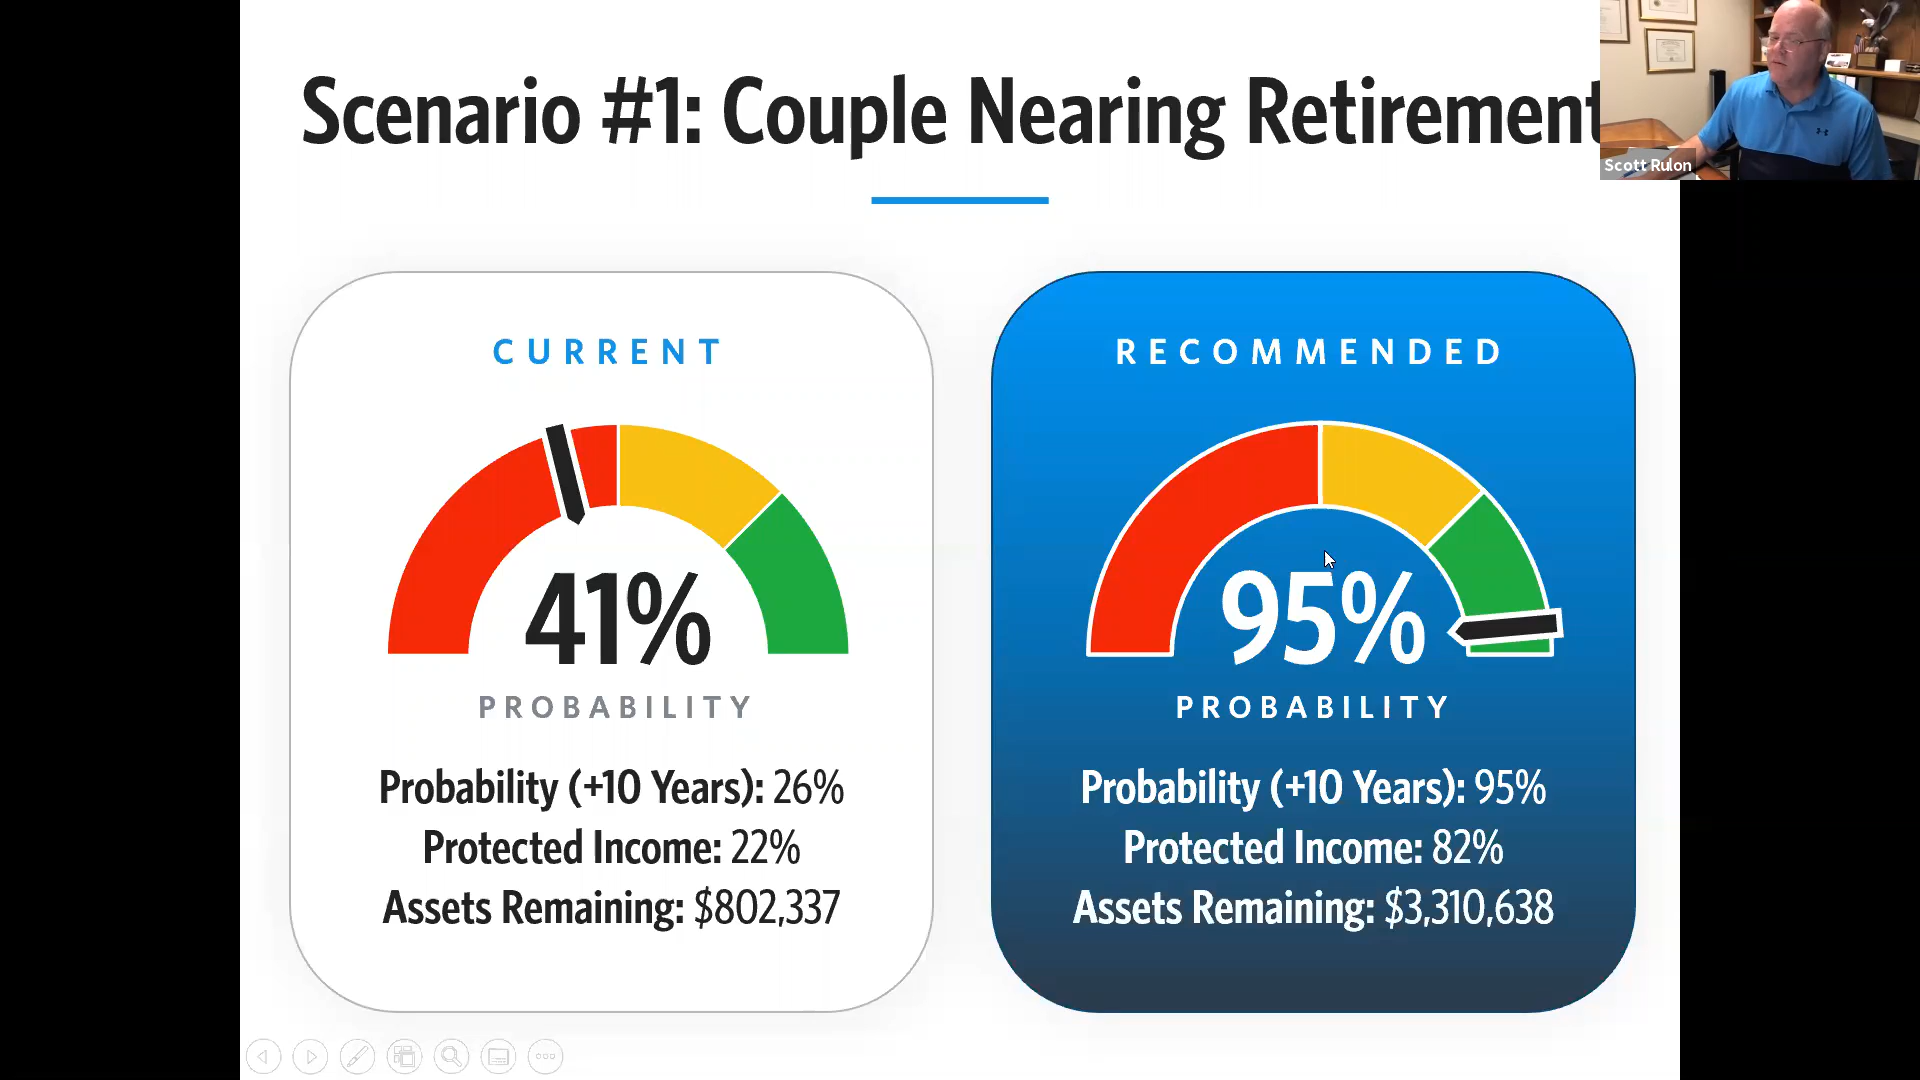 Scenario #1: Couple Nearing Retirement
Scott Rulon
CURRENT
41%
PROBABILITY
Probability (+10 Years): 26%
Protected Income: 22%
Assets Remaining: $802,337
RECOMMENDED
95%
PROBABILITY
Probability (+10 Years): 95%
Protected Income: 82%
Assets Remaining: $3,310,638